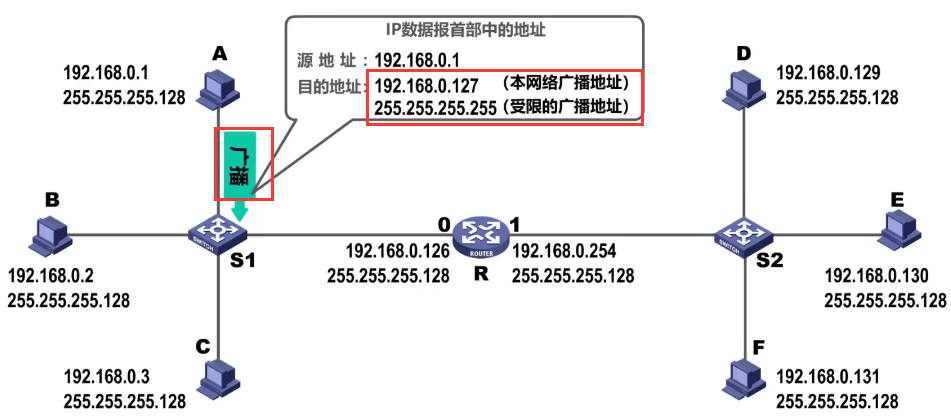 IP数据报首部中的地址
源地址：192.168.0.1
目的地址：192.168.0.127 （本网络广播地址）
255.255.255.255（受限的广播地址）
A
192.168.0.1
255.255.255.128
广播
D
192.168.0.129
255.255.255.128
B
192.168.0.2
255.255.255.128
SWITCH
S1
0
192.168.0.126
255.255.255.128
ROUTER
R
1
192.168.0.254
255.255.255.128
SWITCH
S2
E
192.168.0.130
255.255.255.128
C
192.168.0.3
255.255.255.128
F
192.168.0.131
255.255.255.128